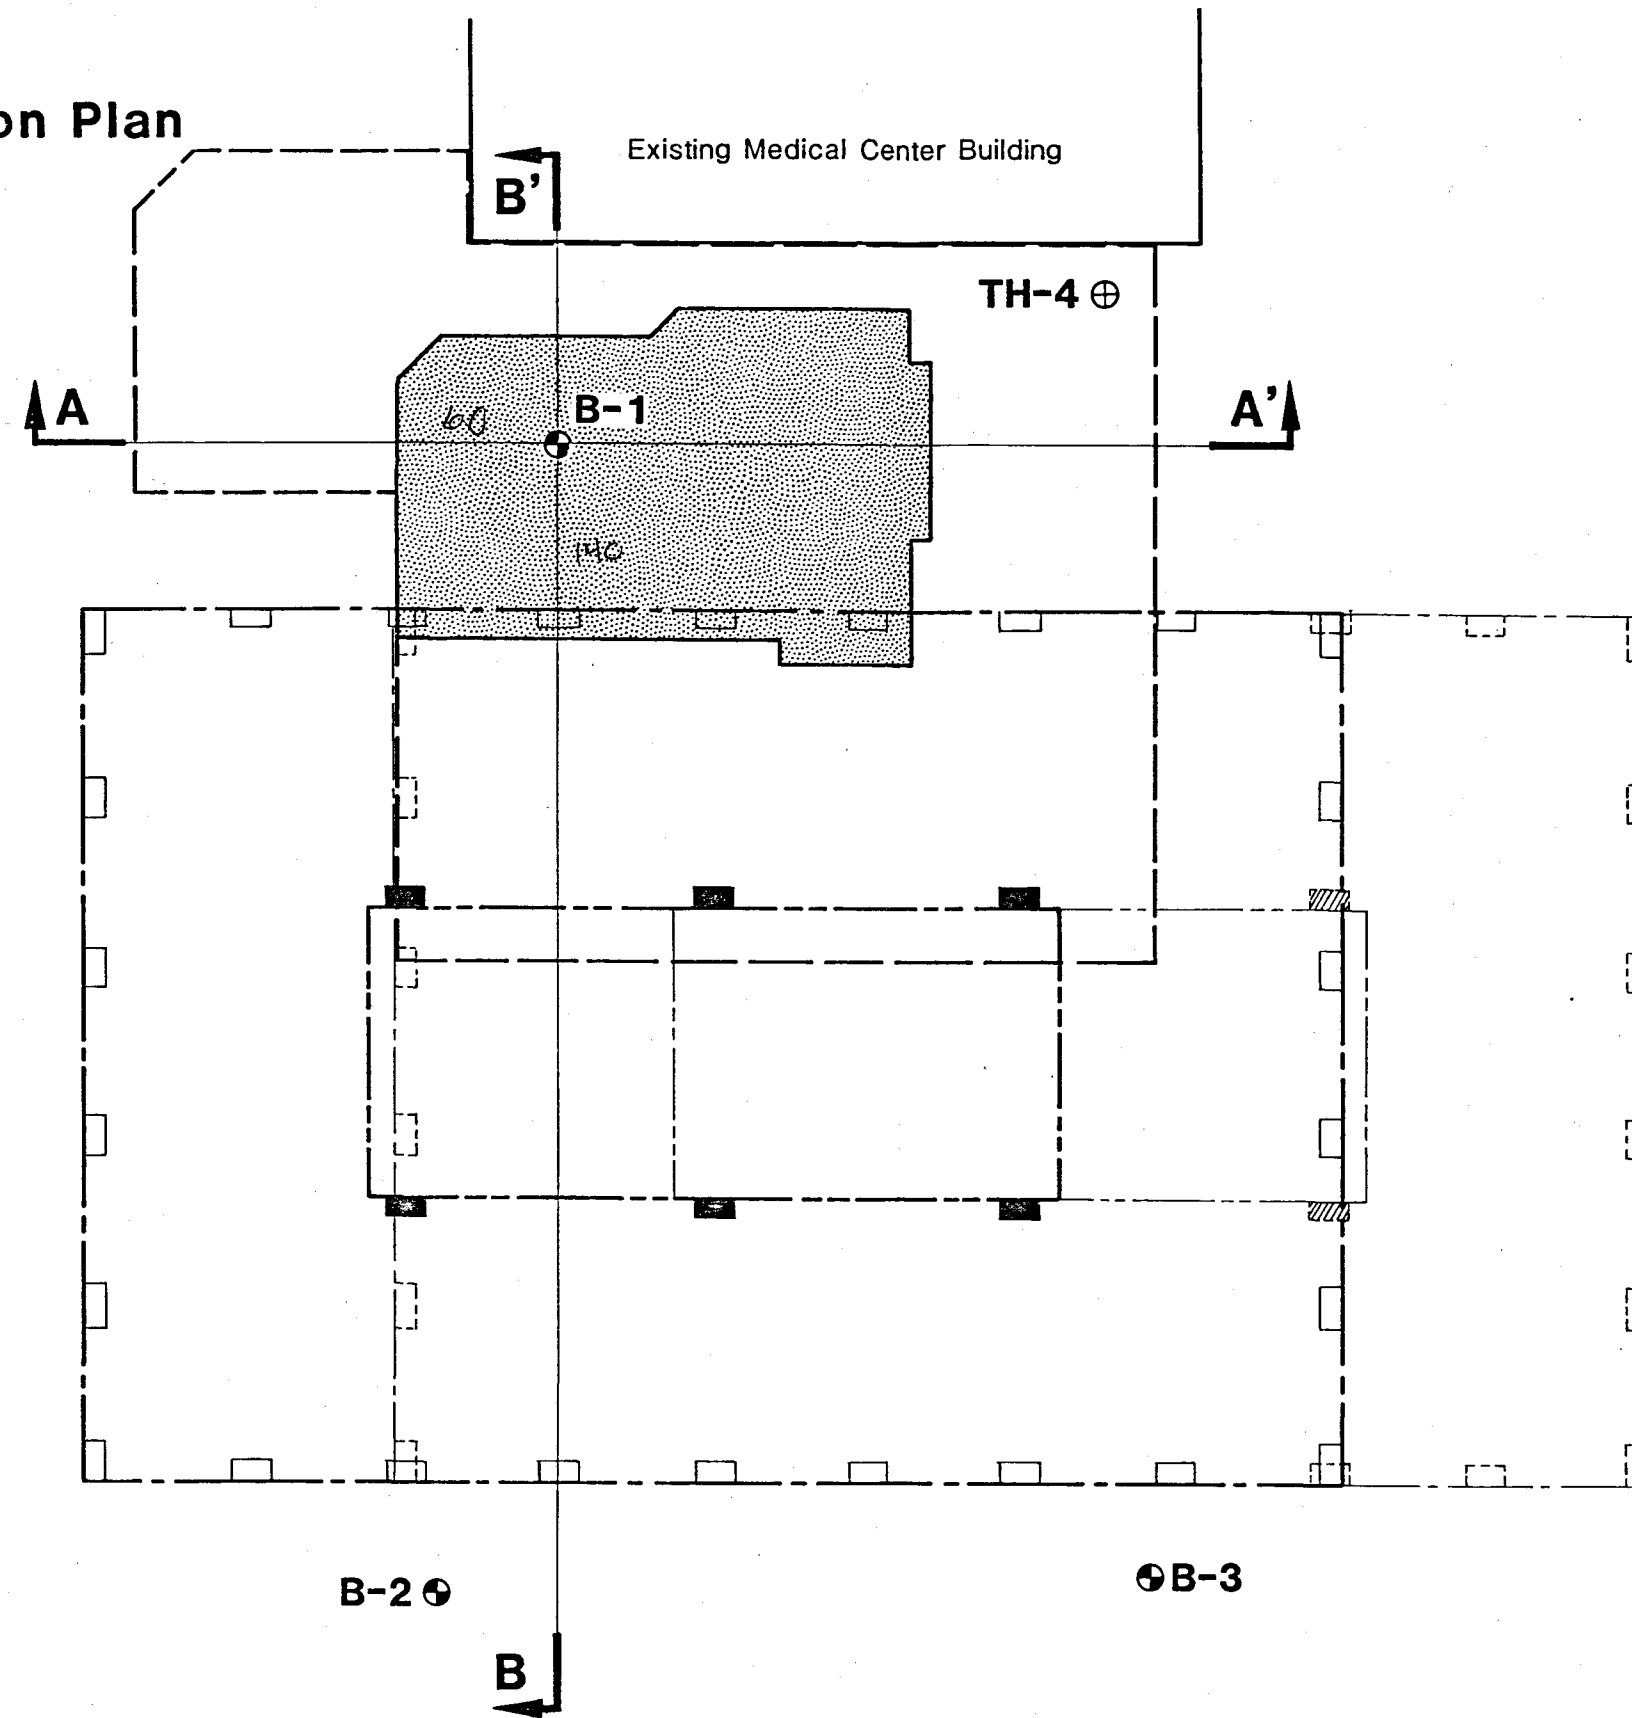 on Plan
Existing Medical Center Building
B'
TH-4
A
60
B-1
A'
140
B-2
B-3
B